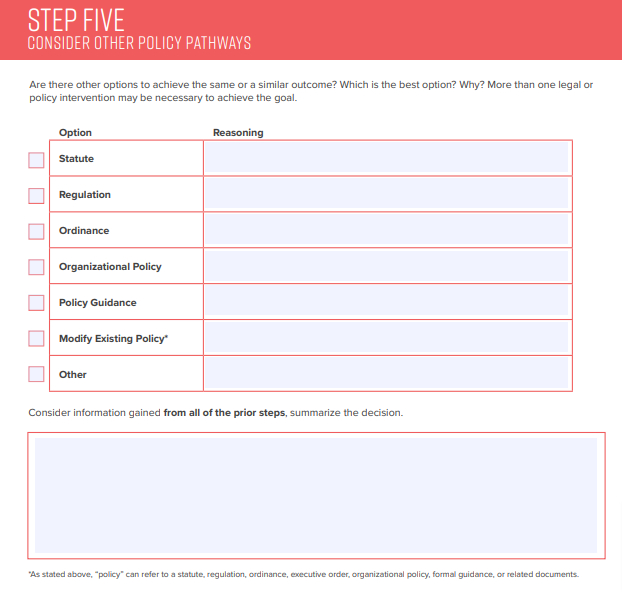 STEP FIVE
CONSIDER OTHER POLICY PATHWAYS
Are there other options to achieve the same or a similar outcome? Which is the best option? Why? More than one legal or
policy intervention may be necessary to achieve the goal.
Option Reasoning
Statute
Regulation
Ordinance
Organizational Policy
Policy Guidance
Modify Existing Policy*
Other
Consider information gained from all of the prior steps, summarize the decision.
*As stated above, “policy” can refer to a statute, regulation, ordinance, executive order, organizational policy, formal guidance, or related documents.